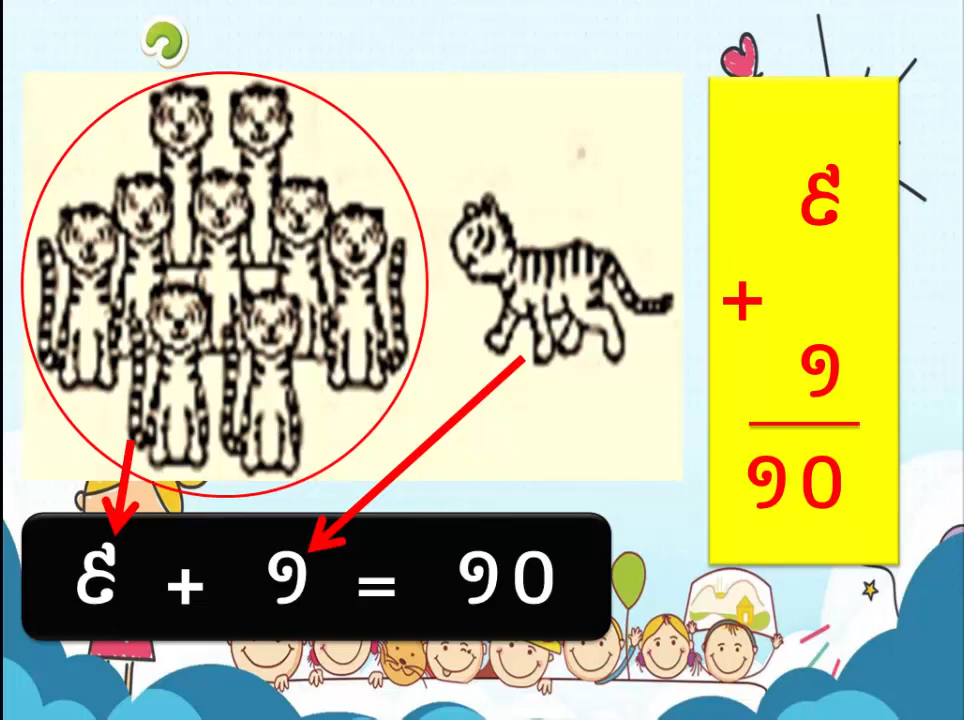 ៩
+
១
១០
៩ + ១ = ១០